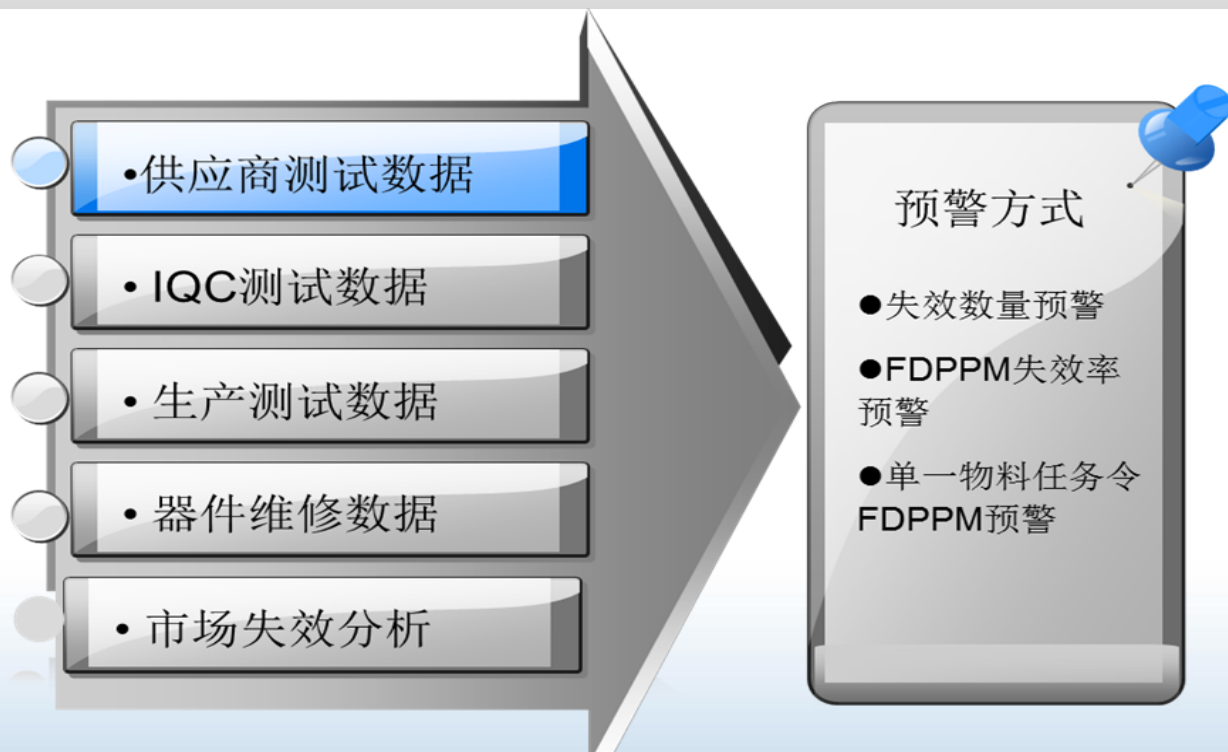 •供应商测试数据
• IQC测试数据
• 生产测试数据
• 器件维修数据
• 市场失效分析
预警方式
●失效数量预警
●FDPPM失效率
预警
●单一物料任务令
FDPPM预警